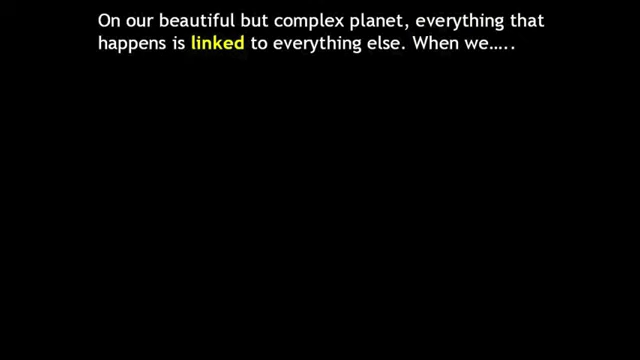 On our beautiful but complex planet, everything that
happens is linked to everything else. When we…..